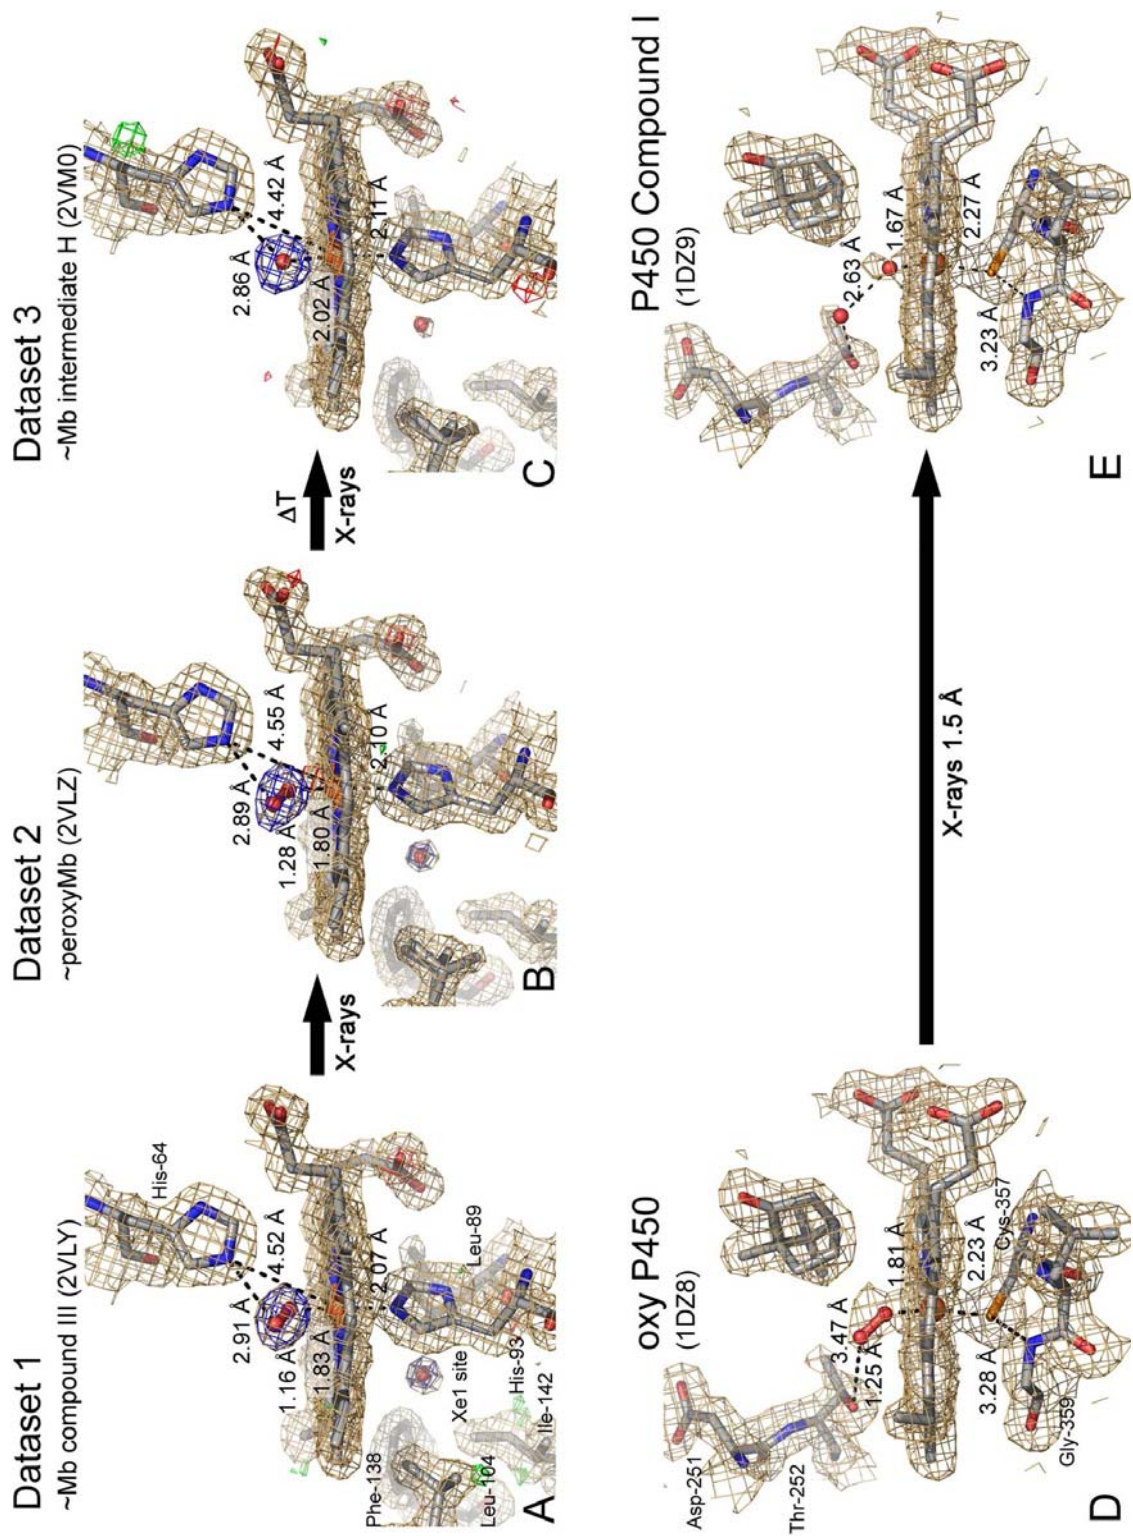 Dataset 1
~Mb compound III (2VLY)
His-64
2.91 Å
4.52 Å
1.16 Å
1.83 Å
2.07 Å
Phe-138
Xe1 site
Leu-89
Leu-104
His-93
Ile-142
A
X-rays
Dataset 2
~peroxyMb (2VLZ)
2.89 Å
4.55 Å
1.28 Å
1.80 Å
2.10 Å
B
ΔT
X-rays
Dataset 3
~Mb intermediate H (2VM0)
2.86 Å
4.42 Å
2.02 Å
2.11 Å
C
oxy P450
(1DZ8)
Asp-251
Thr-252
3.47 Å
1.25 Å
1.81 Å
2.23 Å
3.28 Å
Cys-357
Gly-359
D
X-rays 1.5 Å
P450 Compound I
(1DZ9)
2.63 Å
1.67 Å
2.27 Å
3.23 Å
E